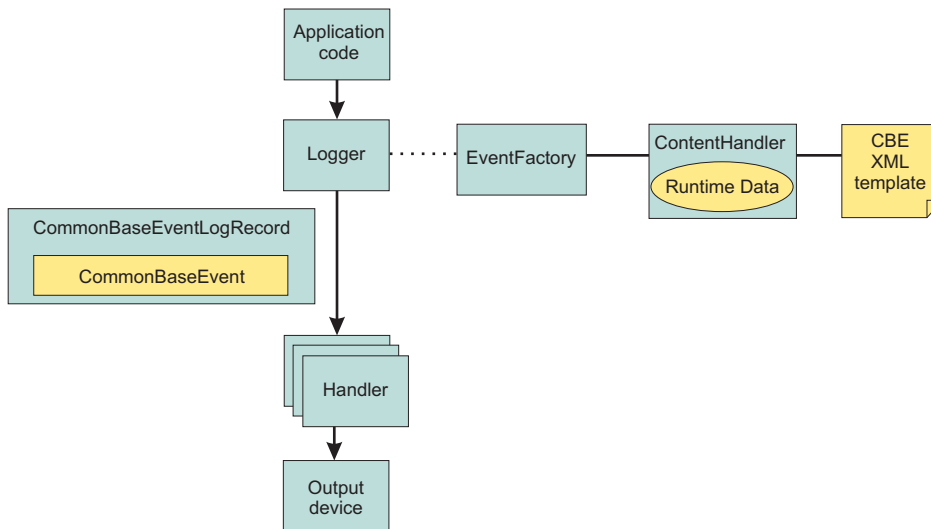 Application
code
Logger
EventFactory
ContentHandler
Runtime Data
CBE
XML
template
CommonBaseEventLogRecord
CommonBaseEvent
Handler
Output
device